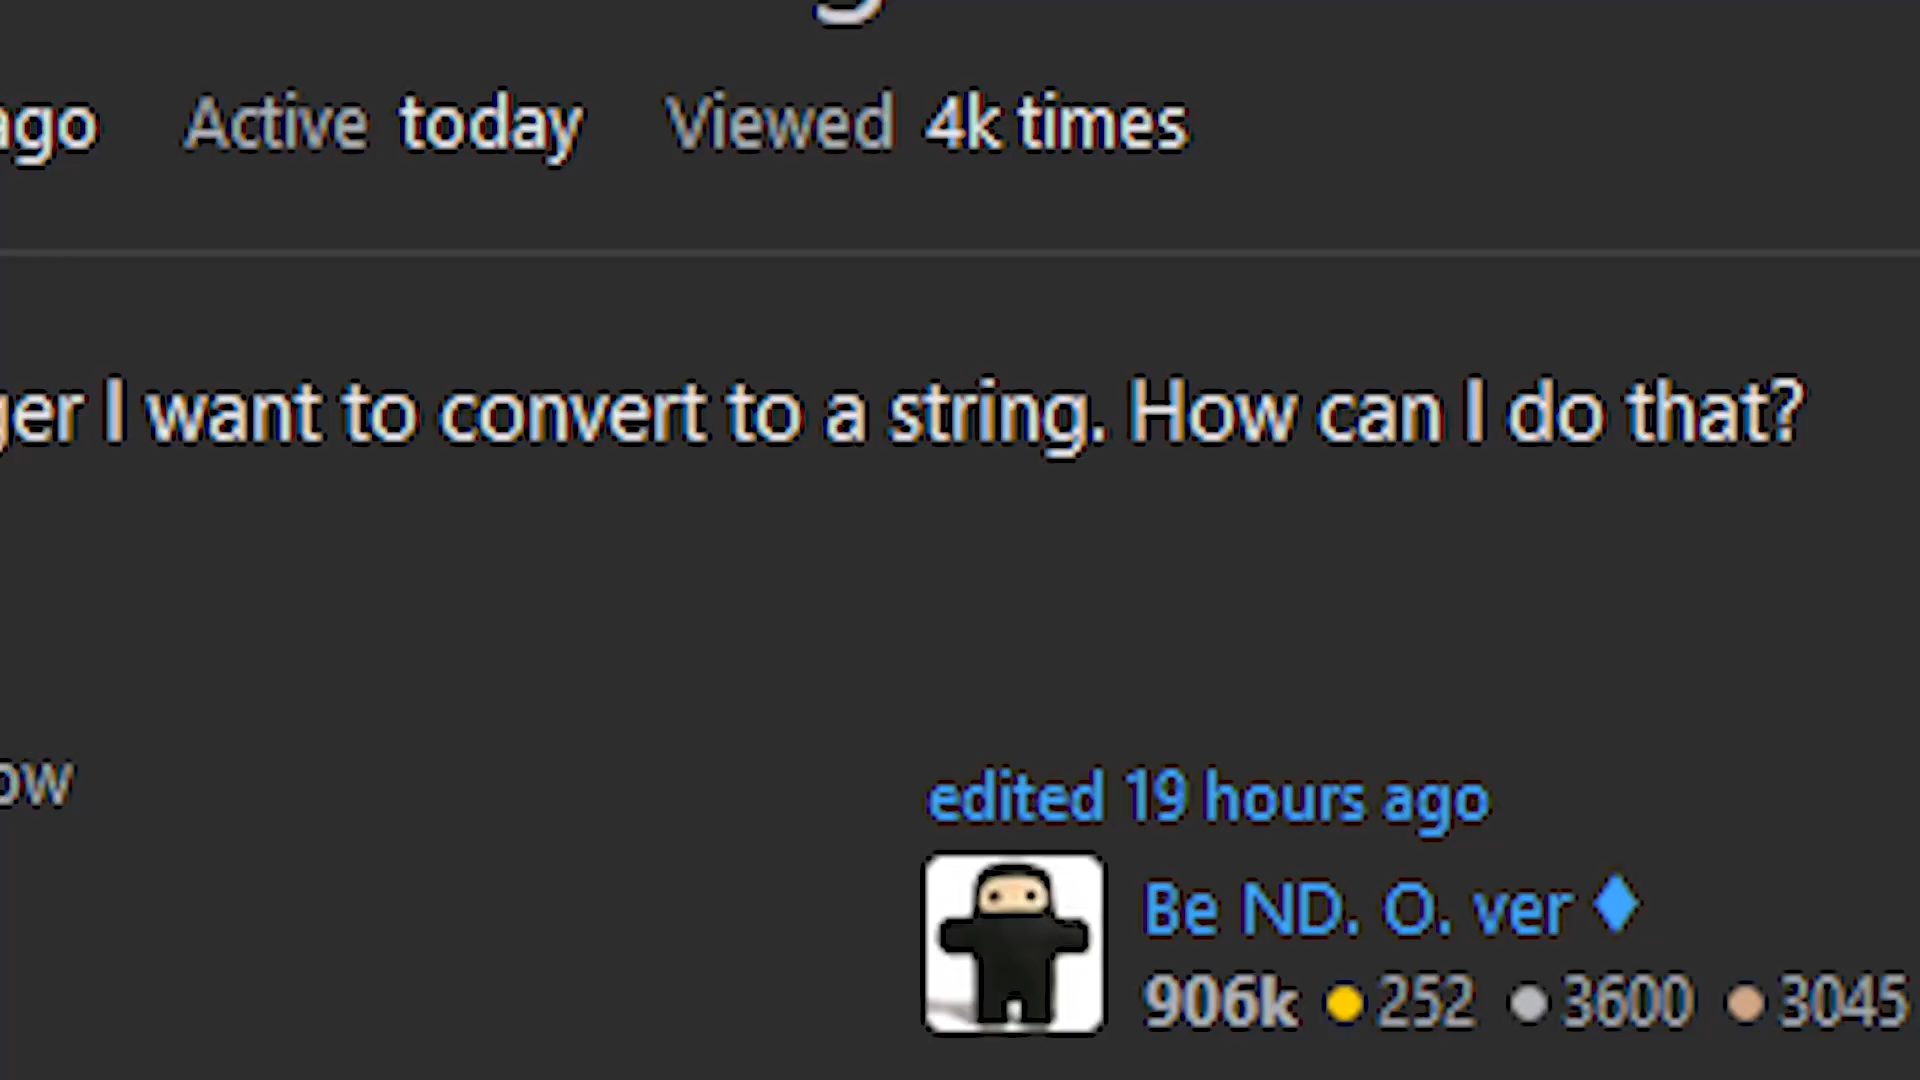 ago Active today Viewed 4k times
ger I want to convert to a string. How can I do that?
ow
edited 19 hours ago
Be ND. O. ver
906k 252 3600 3045